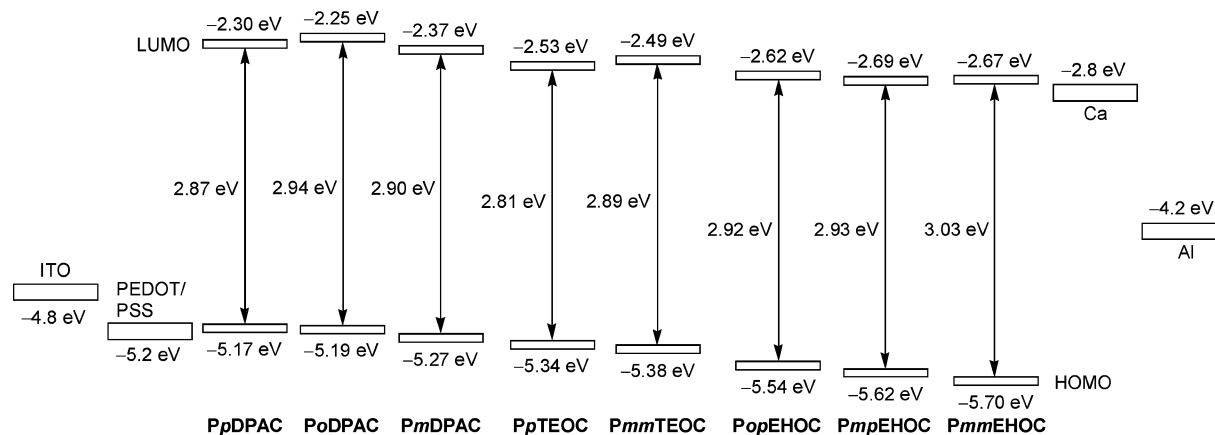 −2.30 eV
−2.25 eV
−2.37 eV
−2.53 eV
−2.49 eV
−2.62 eV
−2.69 eV
−2.67 eV
−2.8 eV
LUMO
Ca
2.87 eV
2.94 eV
2.90 eV
2.81 eV
2.89 eV
2.92 eV
2.93 eV
3.03 eV
−4.2 eV
Al
ITO
−4.8 eV
PEDOT/
PSS
−5.2 eV
−5.17 eV
−5.19 eV
−5.27 eV
−5.34 eV
−5.38 eV
−5.54 eV
−5.62 eV
−5.70 eV
HOMO
PpDPAC
PoDPAC
PmDPAC
PpTEOC
PmmTEOC
PopEHOC
PmpEHOC
PmmEHOC